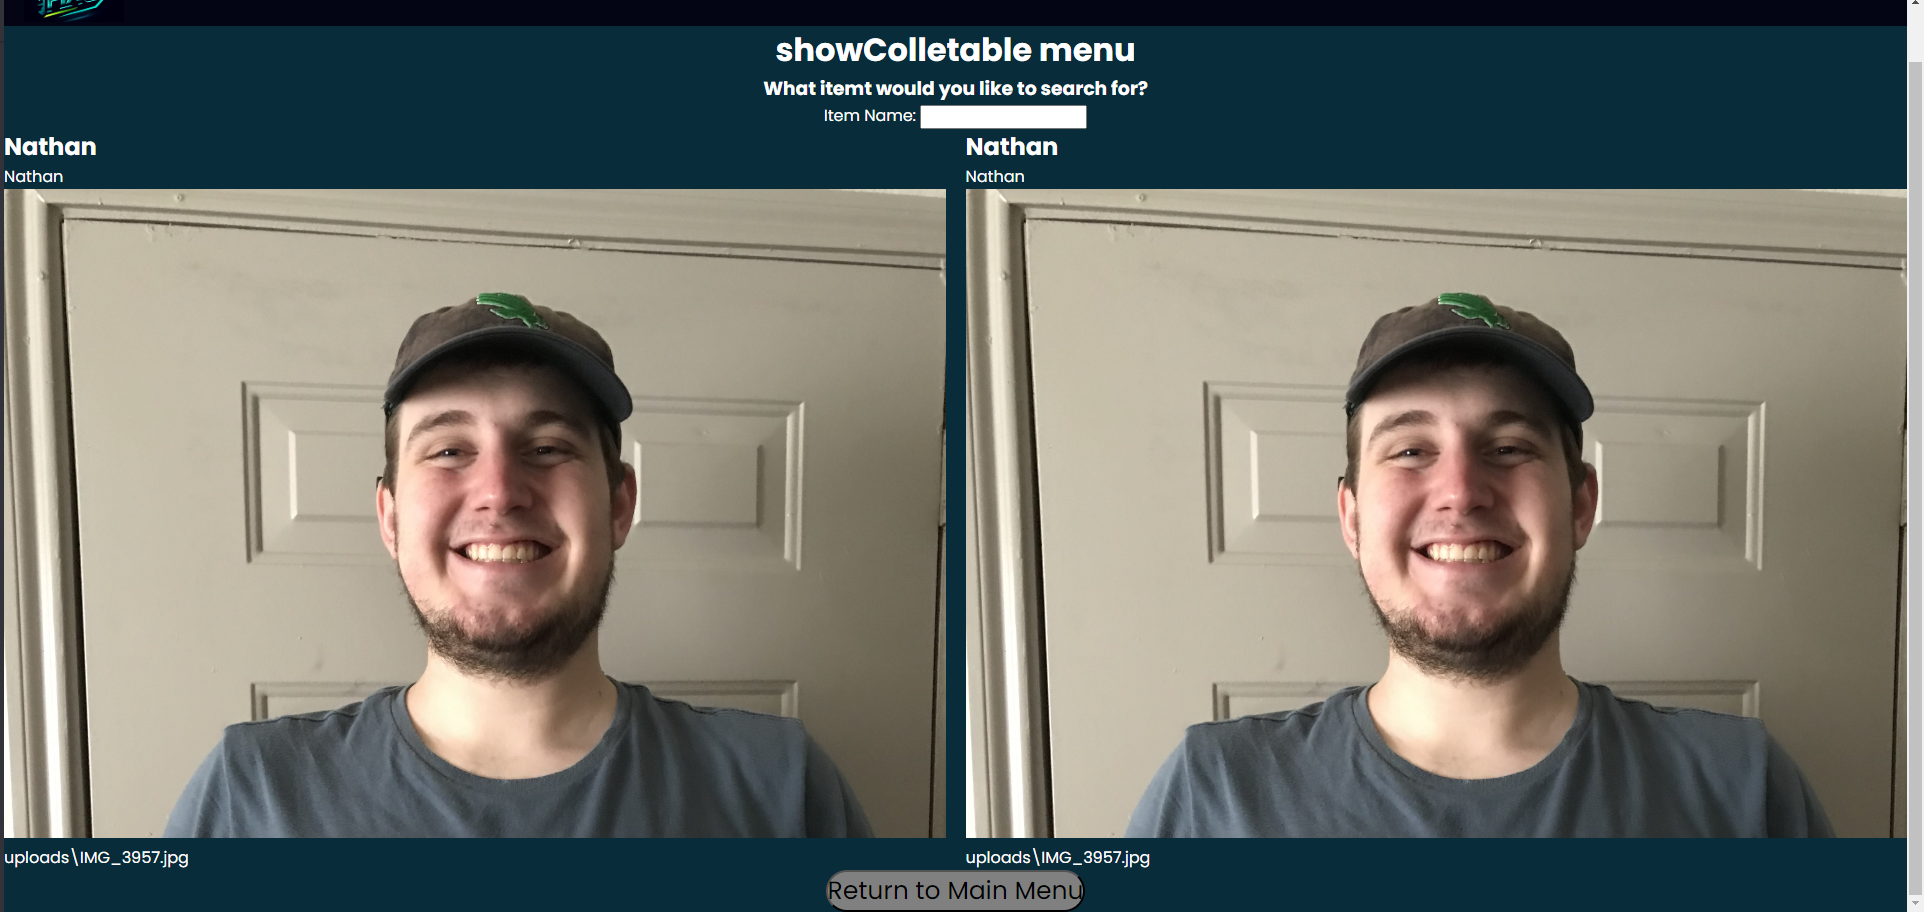 showColletable menu
What itemt would you like to search for?
Item Name:
Nathan
Nathan
Nathan
Nathan
uploads\IMG_3957.jpg
uploads\IMG_3957.jpg
Return to Main Menu